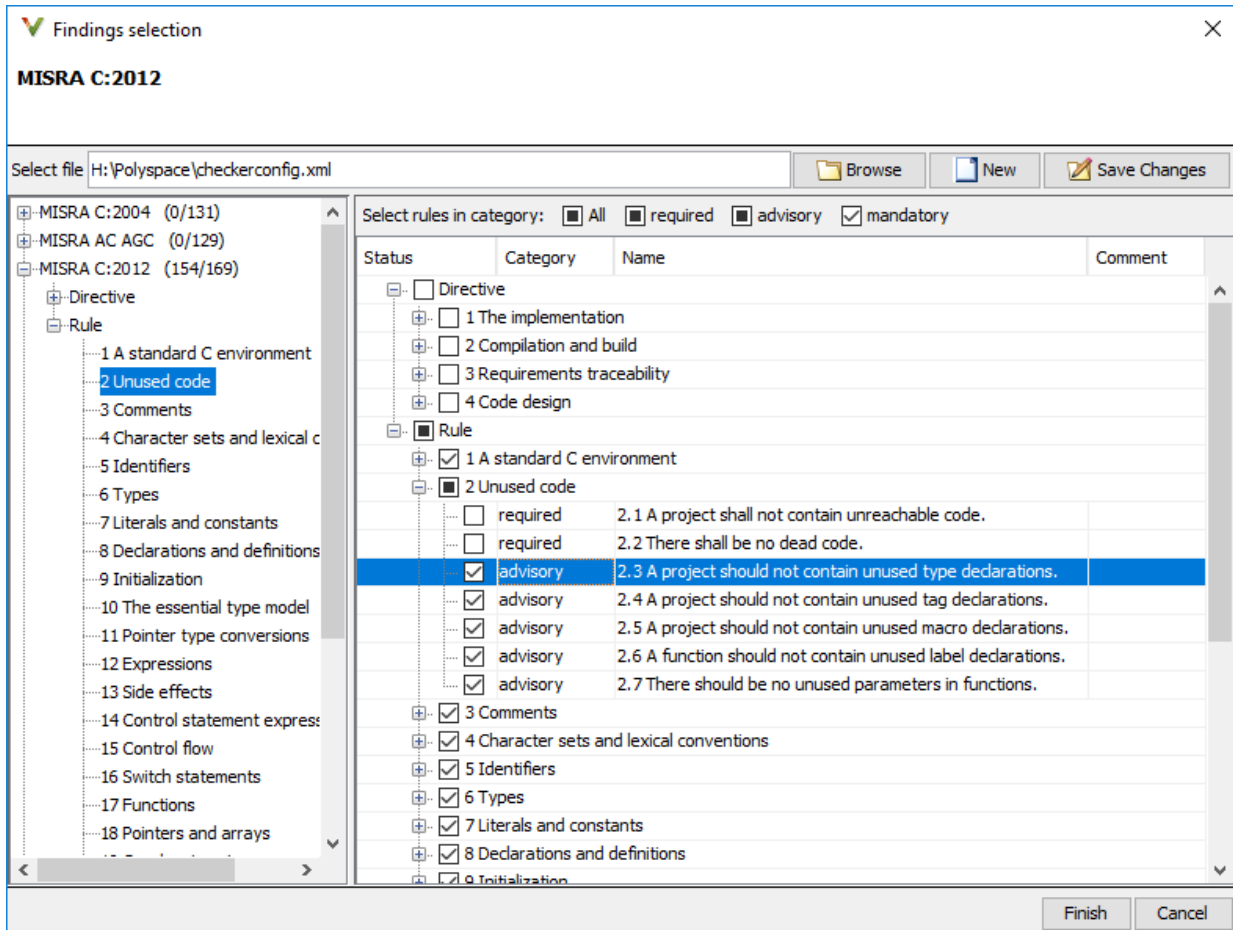 Findings selection
MISRA C:2012
Select file H:\Polyspace\checkerconfig.xml Browse New Save Changes
MISRA C:2004 (0/131)
MISRA AC AGC (0/129)
MISRA C:2012 (154/169)
Directive
Rule
1 A standard C environment
2 Unused code
3 Comments
4 Character sets and lexical c
5 Identifiers
6 Types
7 Literals and constants
8 Declarations and definitions
9 Initialization
10 The essential type model
11 Pointer type conversions
12 Expressions
13 Side effects
14 Control statement express
15 Control flow
16 Switch statements
17 Functions
18 Pointers and arrays
Select rules in category: All required advisory mandatory
Status Category Name Comment
Directive
1 The implementation
2 Compilation and build
3 Requirements traceability
4 Code design
Rule
1 A standard C environment
2 Unused code
required 2.1 A project shall not contain unreachable code.
required 2.2 There shall be no dead code.
advisory 2.3 A project should not contain unused type declarations.
advisory 2.4 A project should not contain unused tag declarations.
advisory 2.5 A project should not contain unused macro declarations.
advisory 2.6 A function should not contain unused label declarations.
advisory 2.7 There should be no unused parameters in functions.
3 Comments
4 Character sets and lexical conventions
5 Identifiers
6 Types
7 Literals and constants
8 Declarations and definitions
9 Initialization
Finish Cancel